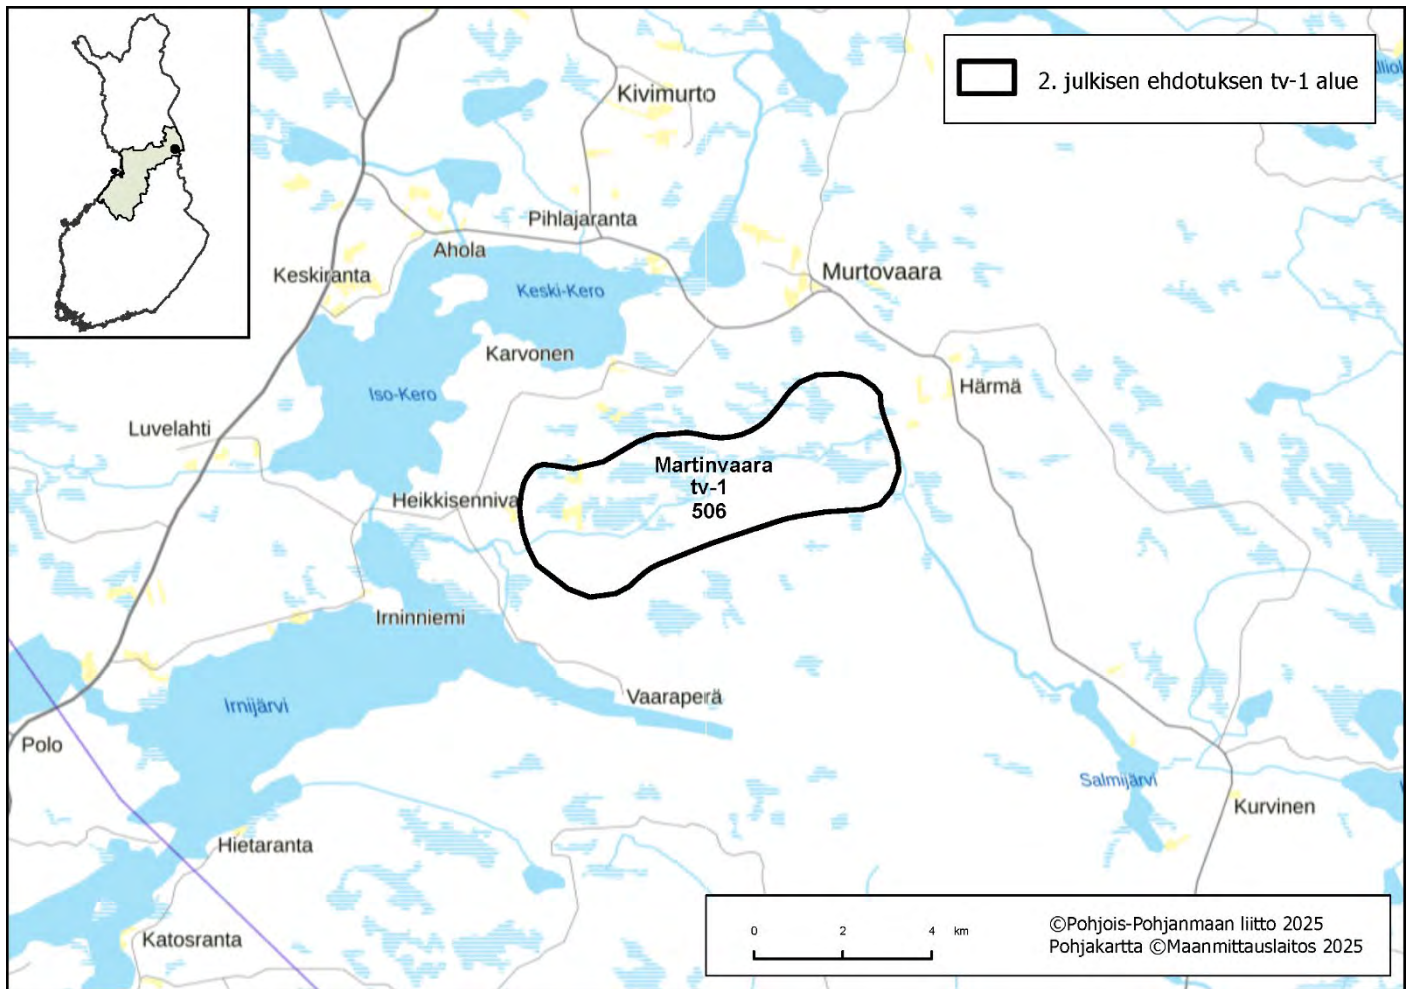 2. julkisen ehdotuksen tv-1 alue
Kivimurto
Pihlajaranta
Ahola
Keskiranta
Keski-Kero
Murtovaara
Karvonen
Iso-Kero
Härmä
Luvelahti
Martinvaara
tv-1
506
Heikkisenniva
Irninniemi
Vaaraperä
Irnijärvi
Polo
Salmijärvi
Kurvinen
Hietaranta
Katosranta
0 2 4 km
©Pohjois-Pohjanmaan liitto 2025
Pohjakartta ©Maanmittauslaitos 2025